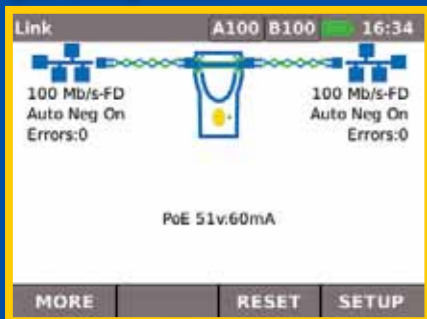 Link A100 B100 16:34
100 Mb/s-FD 100 Mb/s-FD
Auto Neg On Auto Neg On
Errors:0 Errors:0
PoE 51v:60mA
MORE RESET SETUP